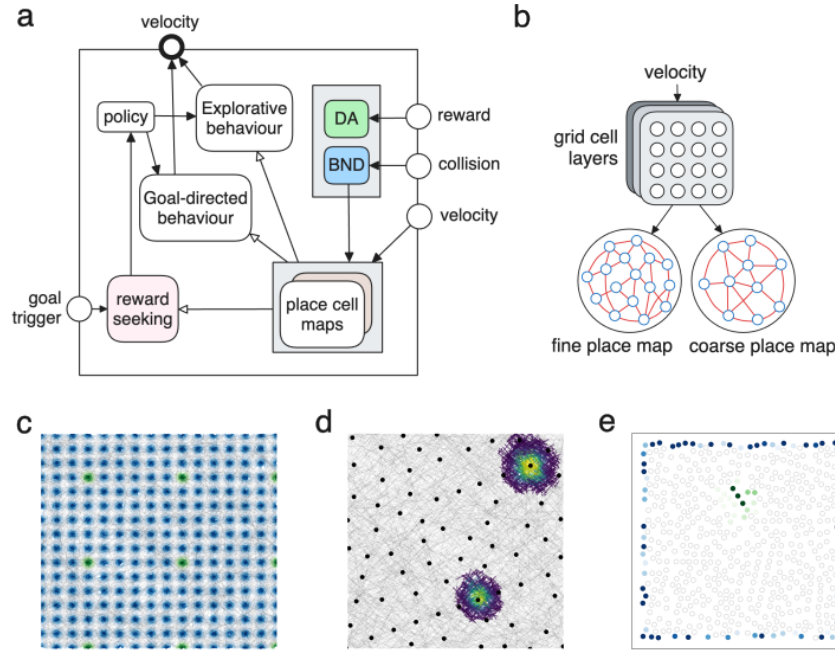 a
velocity
policy
Explorative
behaviour
Goal-directed
behaviour
DA
BND
reward
collision
velocity
goal
trigger
reward
seeking
place cell
maps
b
velocity
grid cell
layers
fine place map
coarse place map
c
d
e